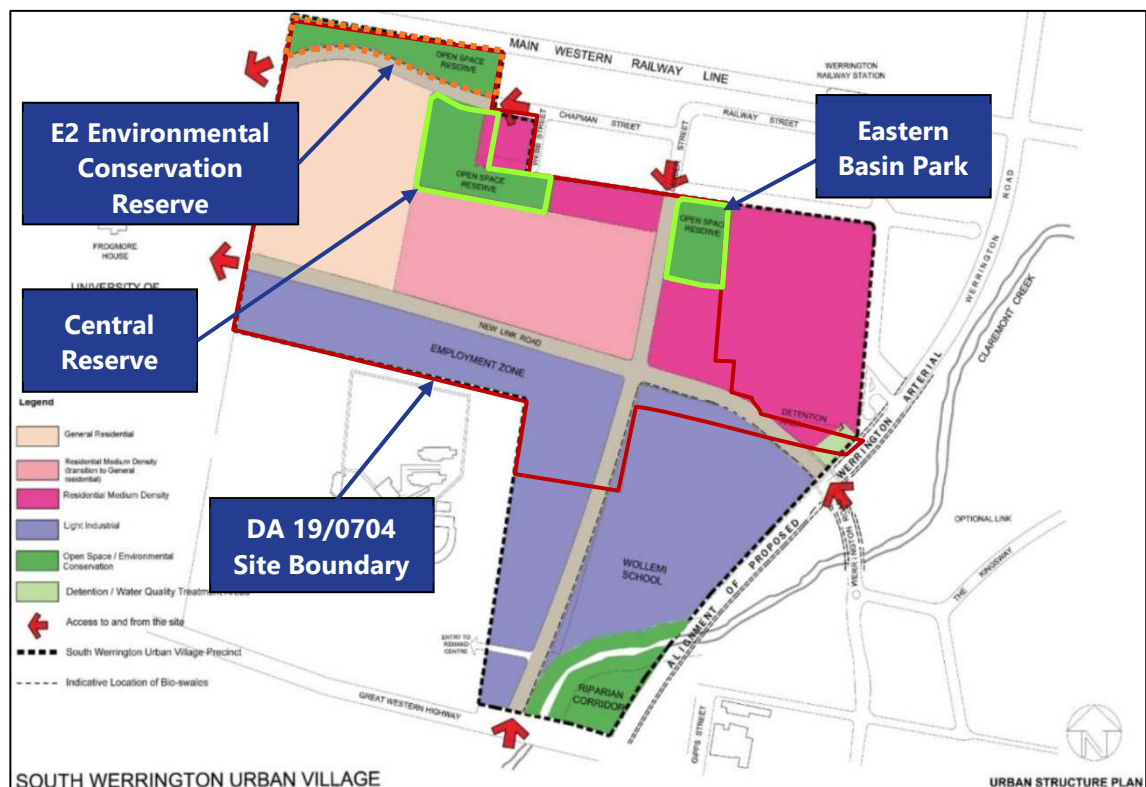 MAIN WESTERN RAILWAY LINE
OPEN SPACE
RESERVE
WERRINGTON
RAILWAY STATION
E2 Environmental
Conservation
Reserve
WEBB STREET
CHAPMAN STREET
STREET
RAILWAY STREET
Eastern
Basin Park
OPEN SPACE
RESERVE
OPEN SPACE
RESERVE
WERRINGTON ROAD
FROGMORE
HOUSE
UNIVERSITY OF
CLAREMONT CREEK
Central
Reserve
NEW LINK ROAD
EMPLOYMENT ZONE
Legend
General Residential
Residential Medium Density
(transition to General
residential)
Residential Medium Density
Light Industrial
Open Space / Environmental
Conservation
Detention / Water Quality Treatment Areas
Access to and from the site
South Werrington Urban Village Precinct
Indicative Location of Bio-swales
DETENTION
ALIGNMENT OF PROPOSED WERRINGTON ARTERIAL
DA 19/0704
Site Boundary
OPTIONAL LINK
WERRINGTON
THE KINGSWAY
WOLLEMI
SCHOOL
ENTRY TO
REMAND
CENTRE
RIPARIAN
CORRIDOR
GREAT WESTERN HIGHWAY
GIPPS STREET
N
SOUTH WERRINGTON URBAN VILLAGE
URBAN STRUCTURE PLAN